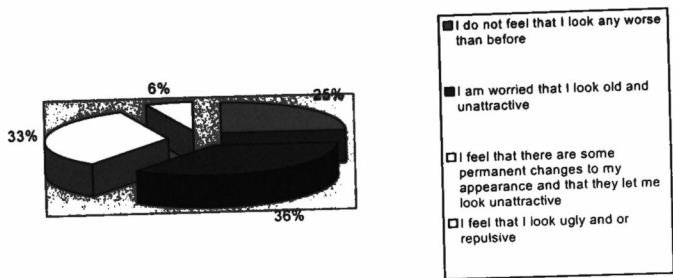 6%
25%
33%
36%
I do not feel that I look any worse
than before
I am worried that I look old and
unattractive
I feel that there are some
permanent changes to my
appearance and that they let me
look unattractive
I feel that I look ugly and or
repulsive